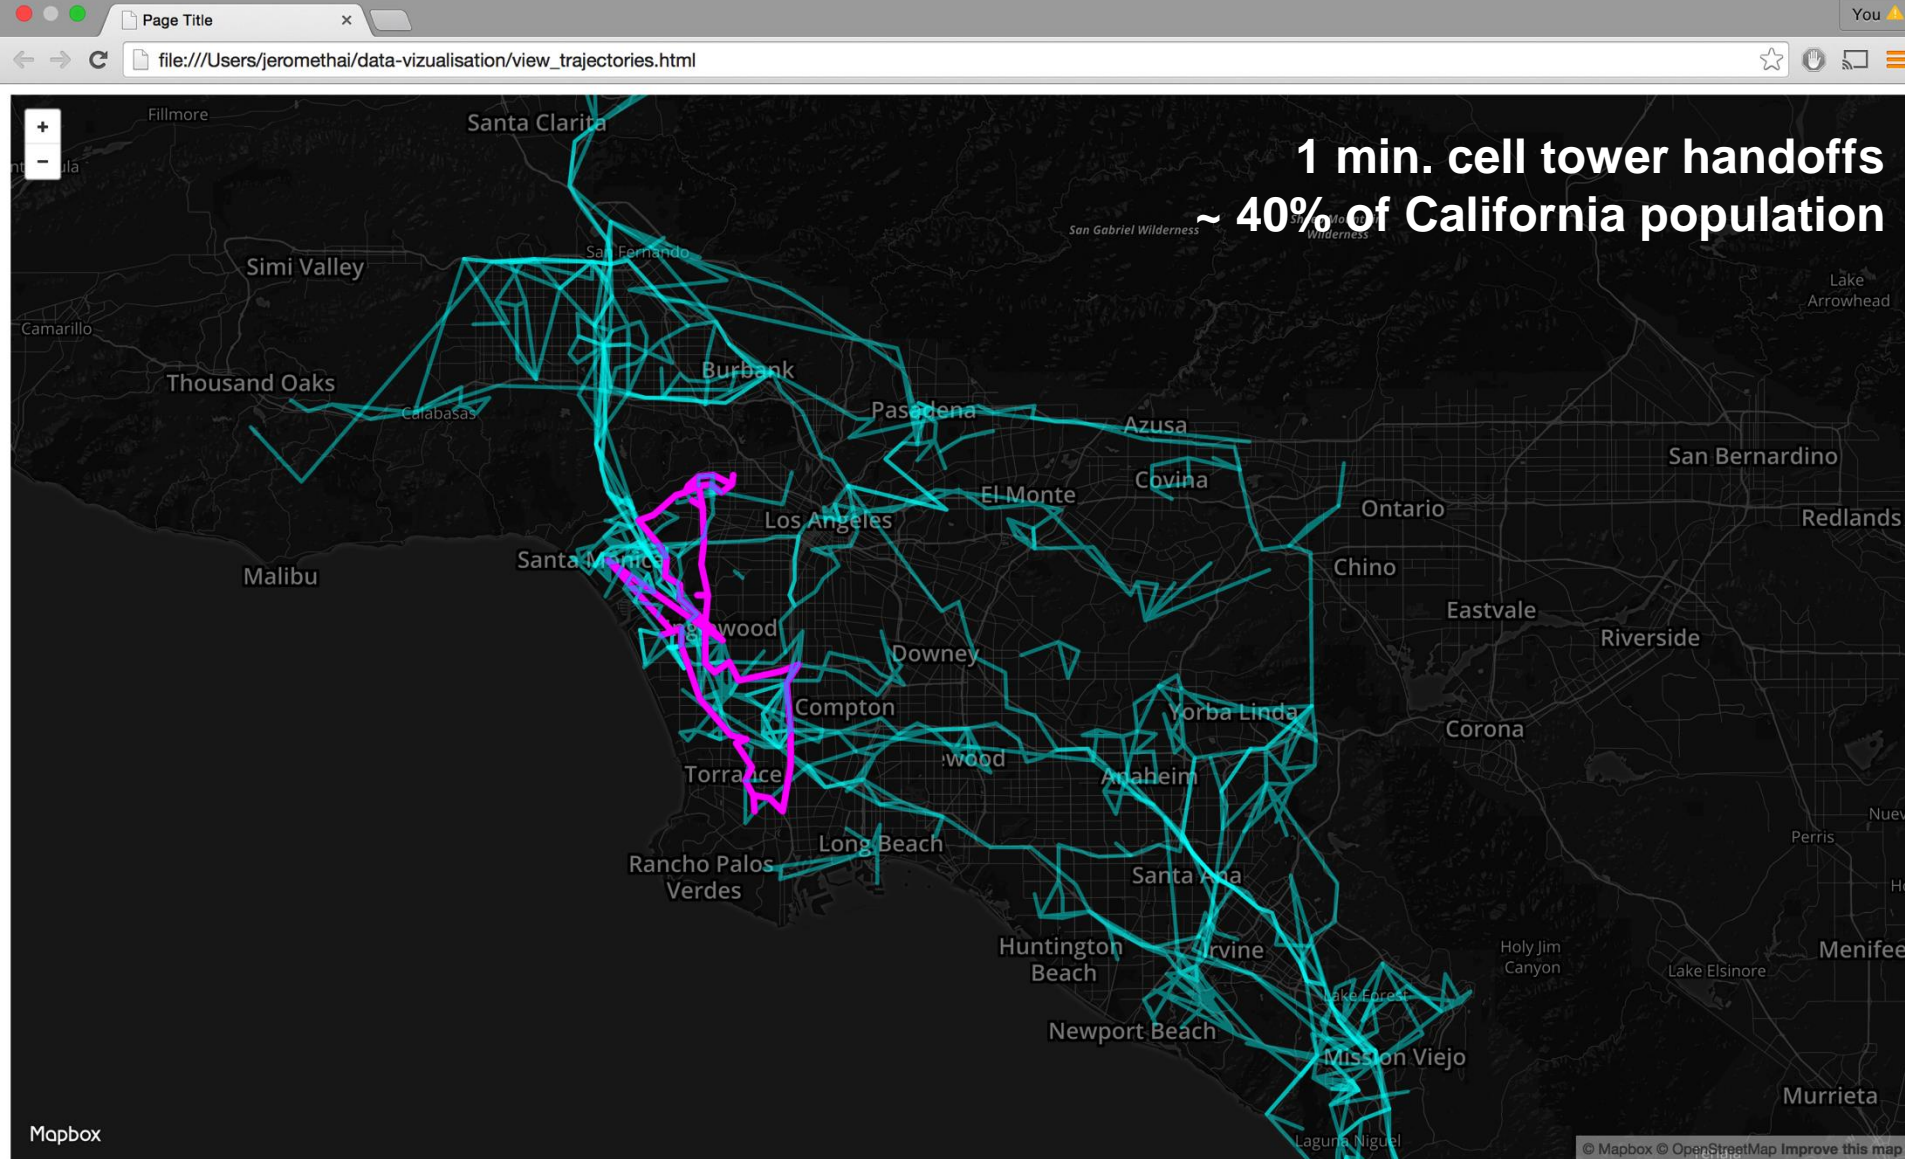 Page Title
You
file:///Users/jeromethai/data-vizualisation/view_trajectories.html
+
−
Fillmore
Santa Clarita
1 min. cell tower handoffs
~ 40% of California population
San Gabriel Wilderness
Wilderness
San Fernando
Simi Valley
Lake
Arrowhead
Camarillo
Thousand Oaks
Calabasas
Burbank
Pasadena
Azusa
San Bernardino
El Monte
Covina
Ontario
Los Angeles
Redlands
Santa Monica
Malibu
Chino
Eastvale
Riverside
wood
Downey
Compton
Yorba Linda
Corona
ewood
Anaheim
Torrance
Nuev
Perris
Long Beach
Rancho Palos
Verdes
Santa Ana
Huntington
Beach
Irvine
Holy Jim
Canyon
Menifee
Lake Elsinore
Lake Forest
Newport Beach
Mission Viejo
Murrieta
Mapbox
Laguna Niguel
© Mapbox © OpenStreetMap Improve this map